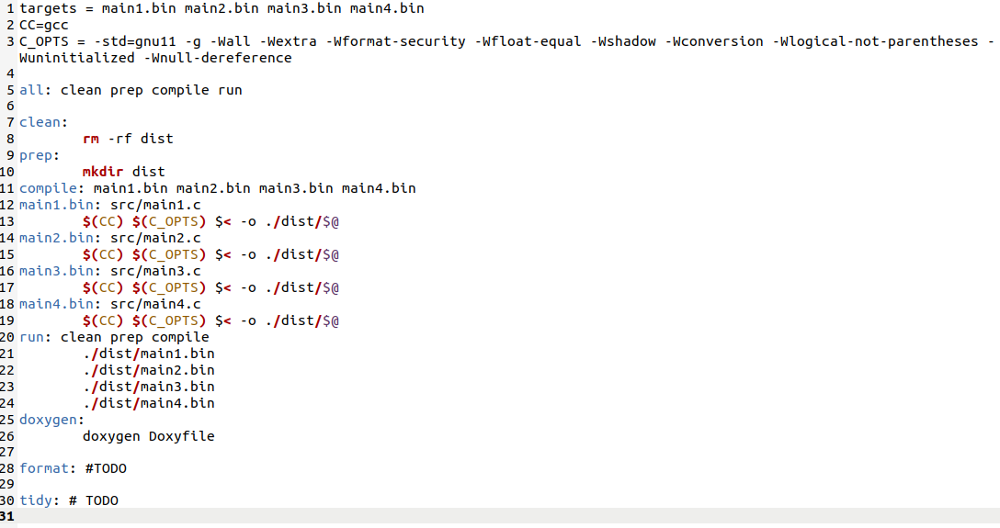 1 targets = main1.bin main2.bin main3.bin main4.bin
2 CC=gcc
3 C_OPTS = -std=gnu11 -g -Wall -Wextra -Wformat-security -Wfloat-equal -Wshadow -Wconversion -Wlogical-not-parentheses -
Wuninitialized -Wnull-dereference
4
5 all: clean prep compile run
6
7 clean:
8 rm -rf dist
9 prep:
10 mkdir dist
11 compile: main1.bin main2.bin main3.bin main4.bin
12 main1.bin: src/main1.c
13 $(CC) $(C_OPTS) $< -o ./dist/$@
14 main2.bin: src/main2.c
15 $(CC) $(C_OPTS) $< -o ./dist/$@
16 main3.bin: src/main3.c
17 $(CC) $(C_OPTS) $< -o ./dist/$@
18 main4.bin: src/main4.c
19 $(CC) $(C_OPTS) $< -o ./dist/$@
20 run: clean prep compile
21 ./dist/main1.bin
22 ./dist/main2.bin
23 ./dist/main3.bin
24 ./dist/main4.bin
25 doxygen:
26 doxygen Doxyfile
27
28 format: #TODO
29
30 tidy: # TODO
31